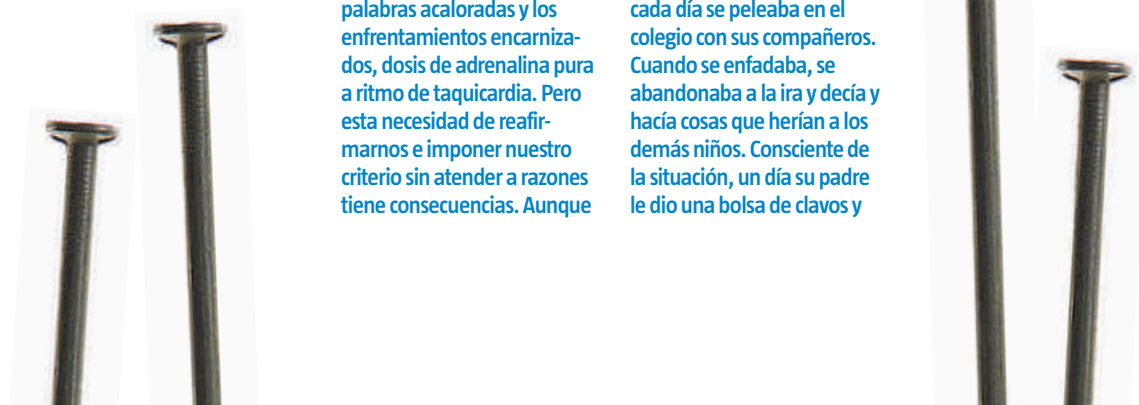 palabras acaloradas y los
enfrentamientos encarniza-
dos, dosis de adrenalina pura
a ritmo de taquicardia. Pero
esta necesidad de reafir-
marnos e imponer nuestro
criterio sin atender a razones
tiene consecuencias. Aunque
cada día se peleaba en el
colegio con sus compañeros.
Cuando se enfadaba, se
abandonaba a la ira y decía y
hacía cosas que herían a los
demás niños. Consciente de
la situación, un día su padre
le dio una bolsa de clavos y